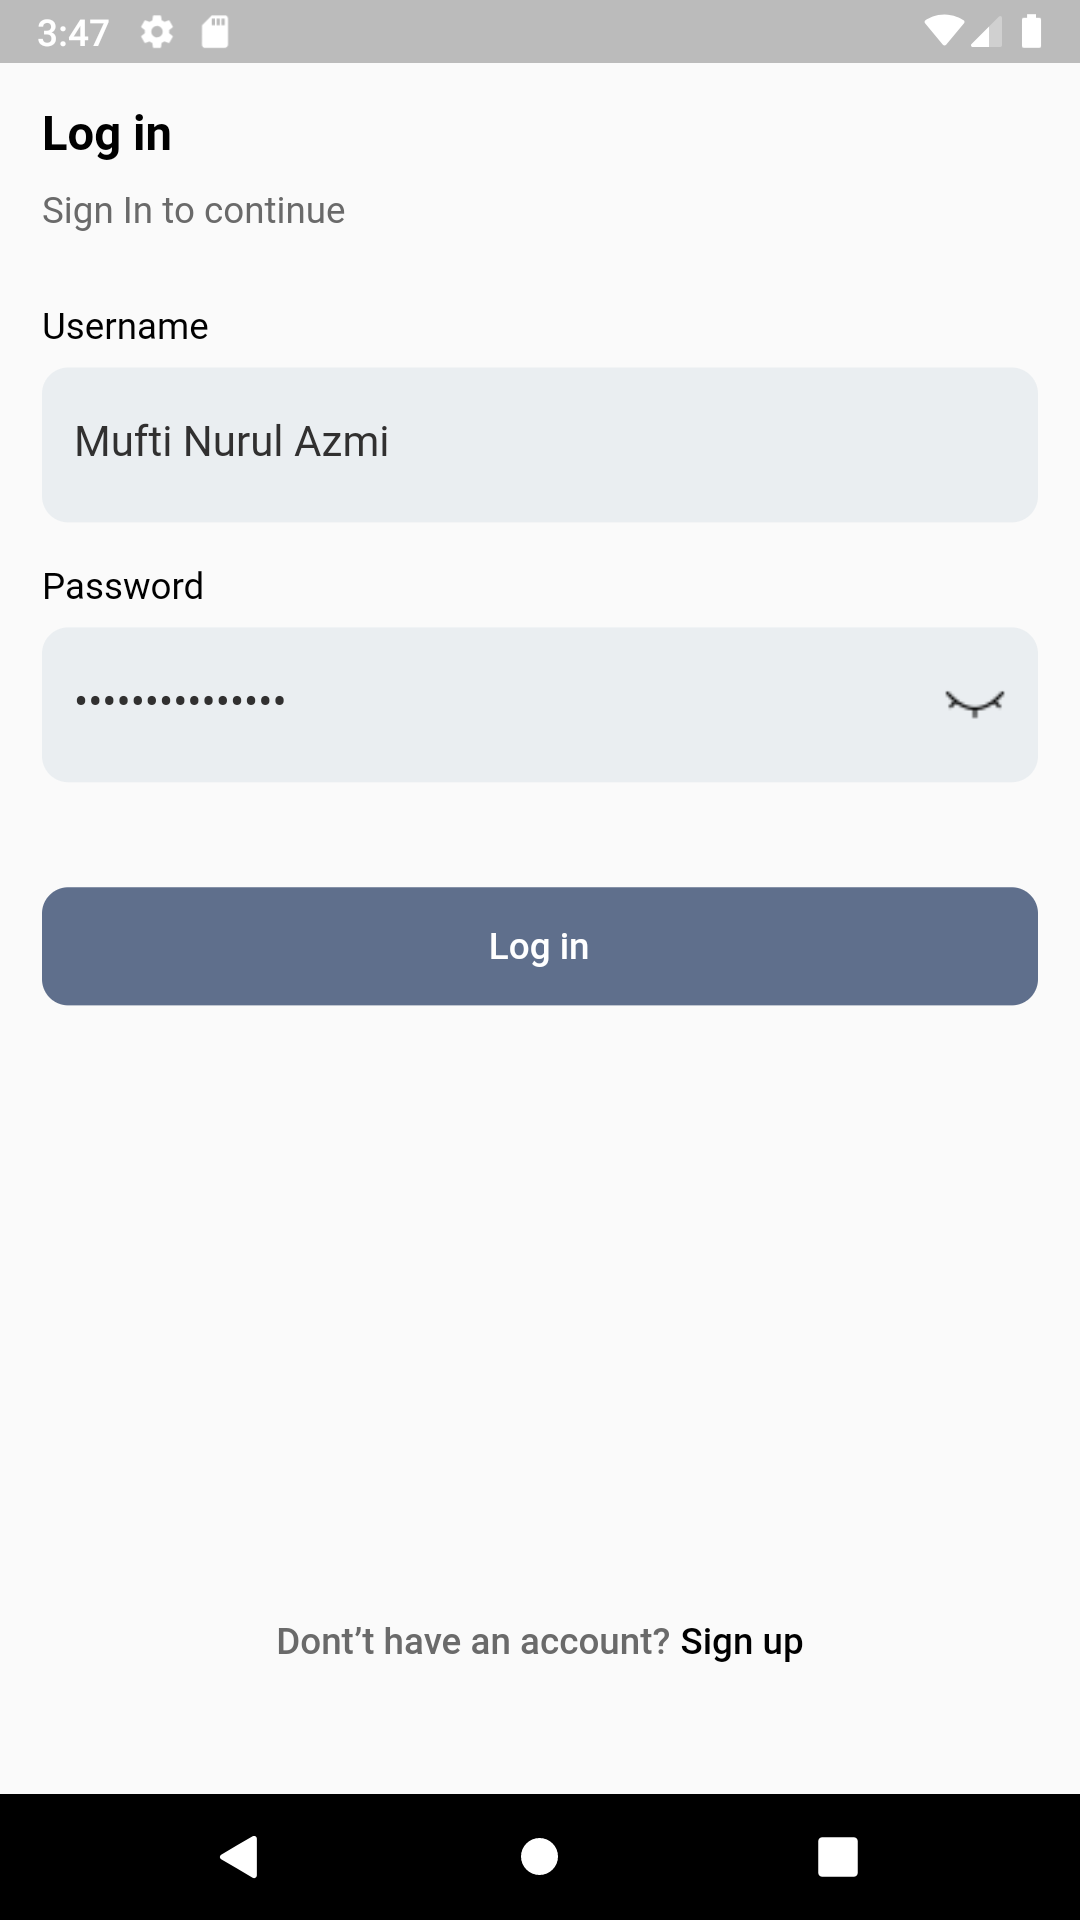 3:47
Log in
Sign In to continue
Username
Mufti Nurul Azmi
Password
•••••••••••••••
Log in
Dont’t have an account? Sign up